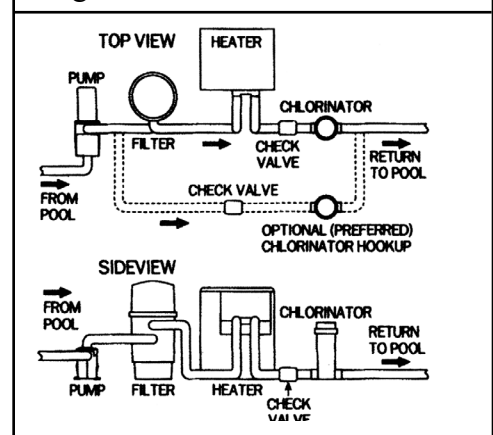 TOP VIEW
HEATER
PUMP
CHLORINATOR
FILTER
CHECK
VALVE
RETURN
TO POOL
FROM
POOL
CHECK VALVE
OPTIONAL (PREFERRED)
CHLORINATOR HOOKUP
SIDEVIEW
FROM
POOL
CHLORINATOR
RETURN
TO POOL
PUMP
FILTER
HEATER
CHECK
VALVE